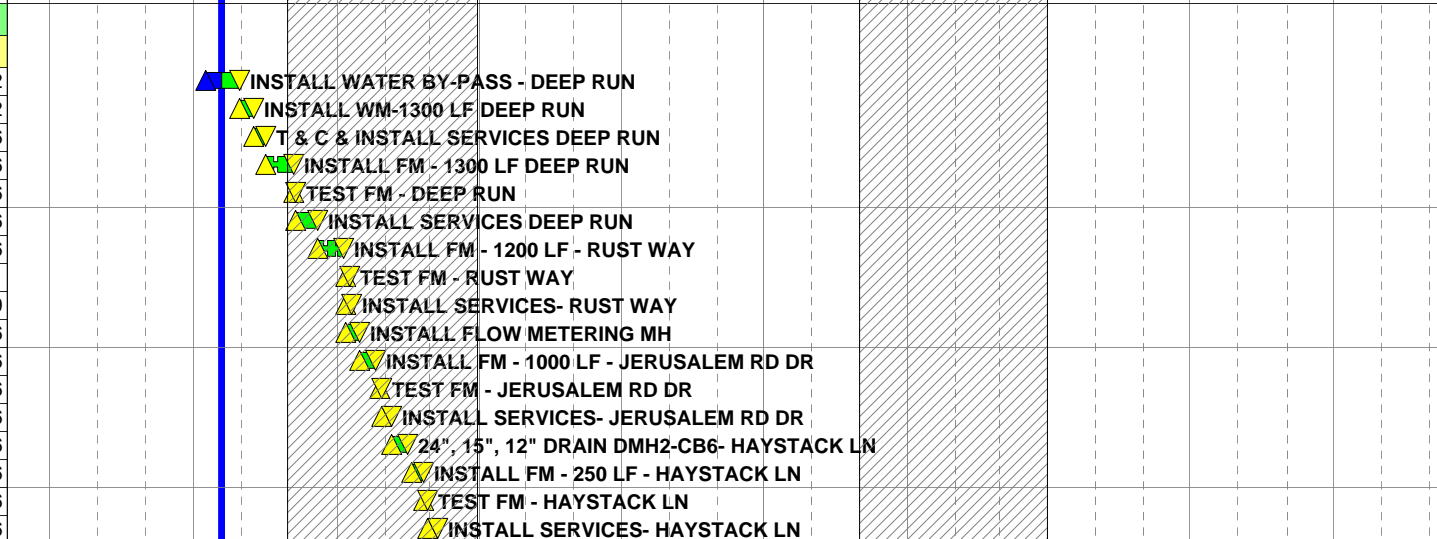 INSTALL WATER BY-PASS - DEEP RUN
INSTALL WM-1300 LF DEEP RUN
T & C & INSTALL SERVICES DEEP RUN
INSTALL FM - 1300 LF DEEP RUN
TEST FM - DEEP RUN
INSTALL SERVICES DEEP RUN
INSTALL FM - 1200 LF - RUST WAY
TEST FM - RUST WAY
INSTALL SERVICES- RUST WAY
INSTALL FLOW METERING MH
INSTALL FM - 1000 LF - JERUSALEM RD DR
TEST FM - JERUSALEM RD DR
INSTALL SERVICES- JERUSALEM RD DR
24", 15", 12" DRAIN DMH2-CB6- HAYSTACK LN
INSTALL FM - 250 LF - HAYSTACK LN
TEST FM - HAYSTACK LN
INSTALL SERVICES- HAYSTACK LN